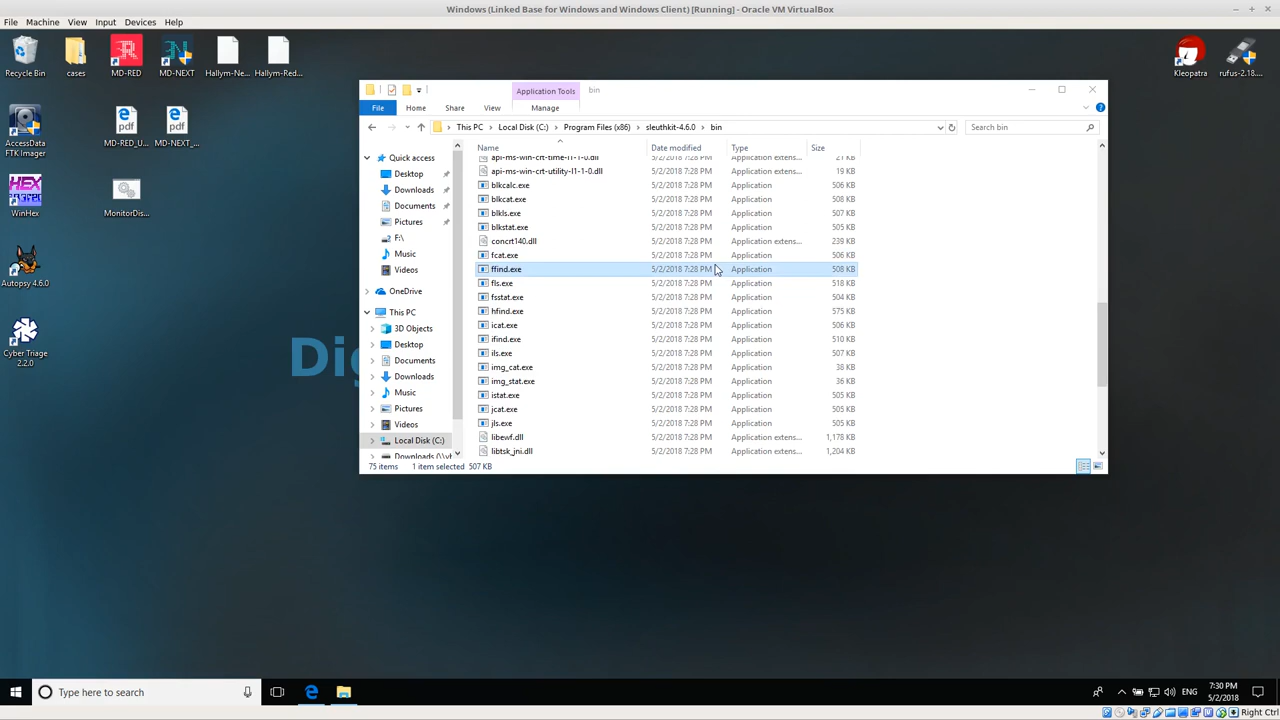 Windows (Linked Base for Windows and Windows Client) [Running] - Oracle VM VirtualBox
File Machine View Input Devices Help
Recycle Bin
cases
MD-RED
MD-NEXT
Hallym-Ne...
Hallym-Red...
Kleopatra
rufus-2.18....
AccessData
FTK Imager
pdf
MD-RED_U...
pdf
MD-NEXT_...
HEX
WinHex
MonitorDis...
Autopsy 4.6.0
Cyber Triage
2.2.0
Application Tools
bin
File Home Share View Manage
This PC > Local Disk (C:) > Program Files (x86) > sleuthkit-4.6.0 > bin
Search bin
Quick access
Desktop
Downloads
Documents
Pictures
F:\
Music
Videos
OneDrive
This PC
3D Objects
Desktop
Documents
Downloads
Music
Pictures
Videos
Local Disk (C:)
Name Date modified Type Size
api-ms-win-crt-time-l1-1-0.dll 5/2/2018 7:28 PM Application extens... 21 KB
api-ms-win-crt-utility-l1-1-0.dll 5/2/2018 7:28 PM Application extens... 19 KB
blkcalc.exe 5/2/2018 7:28 PM Application 506 KB
blkcat.exe 5/2/2018 7:28 PM Application 508 KB
blkls.exe 5/2/2018 7:28 PM Application 507 KB
blkstat.exe 5/2/2018 7:28 PM Application 505 KB
concrt140.dll 5/2/2018 7:28 PM Application extens... 239 KB
fcat.exe 5/2/2018 7:28 PM Application 506 KB
ffind.exe 5/2/2018 7:28 PM Application 508 KB
fls.exe 5/2/2018 7:28 PM Application 518 KB
fsstat.exe 5/2/2018 7:28 PM Application 504 KB
hfind.exe 5/2/2018 7:28 PM Application 575 KB
icat.exe 5/2/2018 7:28 PM Application 506 KB
ifind.exe 5/2/2018 7:28 PM Application 510 KB
ils.exe 5/2/2018 7:28 PM Application 507 KB
img_cat.exe 5/2/2018 7:28 PM Application 38 KB
img_stat.exe 5/2/2018 7:28 PM Application 36 KB
istat.exe 5/2/2018 7:28 PM Application 505 KB
jcat.exe 5/2/2018 7:28 PM Application 505 KB
jls.exe 5/2/2018 7:28 PM Application 505 KB
libewf.dll 5/2/2018 7:28 PM Application extens... 1,178 KB
libtsk_jni.dll 5/2/2018 7:28 PM Application extens... 1,204 KB
75 items 1 item selected 507 KB
Type here to search
ENG
7:30 PM
5/2/2018
Right Ctrl